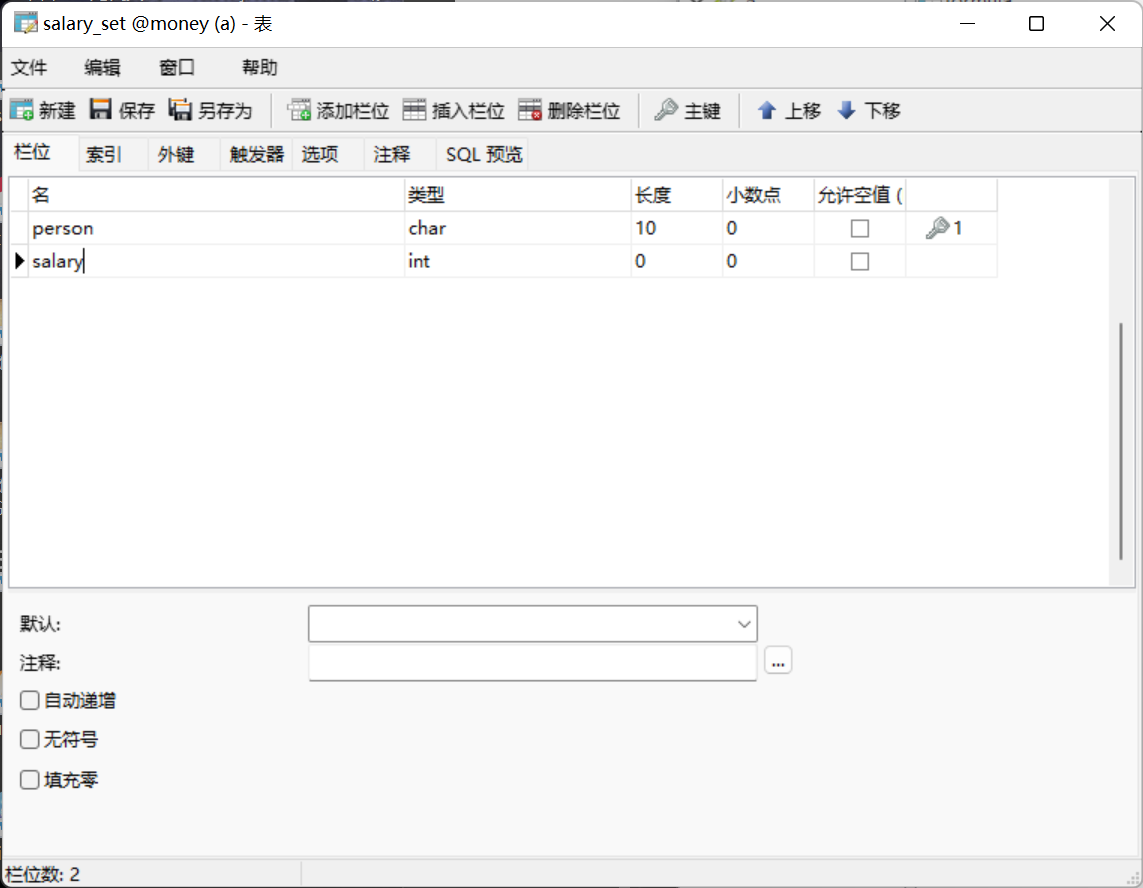 salary_set @money (a) - 表
文件 编辑 窗口 帮助
新建 保存 另存为 添加栏位 插入栏位 删除栏位 主键 上移 下移
栏位 索引 外键 触发器 选项 注释 SQL 预览
名 类型 长度 小数点 允许空值 (
person char 10 0 1
salary int 0 0
默认:
注释:
...
自动递增
无符号
填充零
栏位数: 2